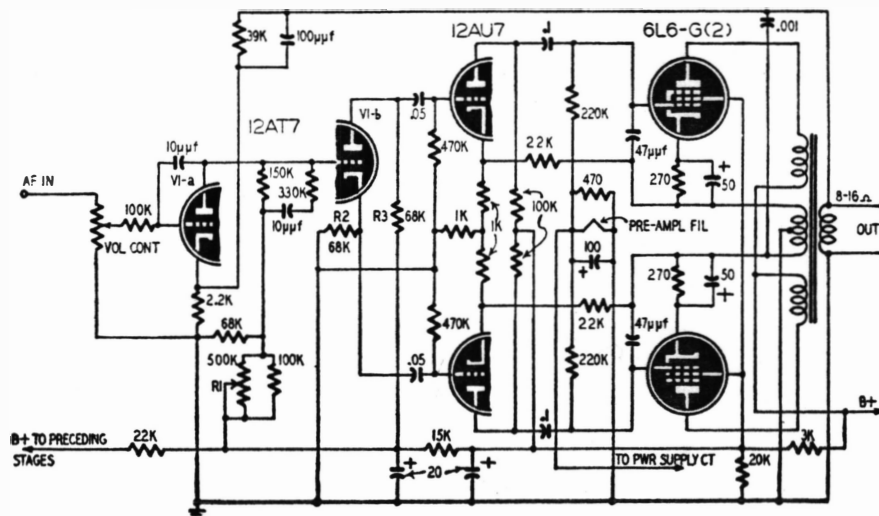 12AU7
6L6-G(2)
.001
39K
100μμf
.1
12AT7
V1-b
.05
220K
10μμf
47μμf
470K
22K
150K
V1-a
330K
270
50
470
8-16Ω
AF IN
100K
10μμf
R2
R3
68K
1K
1K
100K
PRE-AMPL FIL
OUT
VOL CONT
68K
100
270
50
2.2K
22K
68K
470K
47μμf
500K
100K
.05
220K
R1
B+
.1
B+ TO PRECEDING
STAGES
22K
15K
3K
TO PWR SUPPLY CT
20K
20